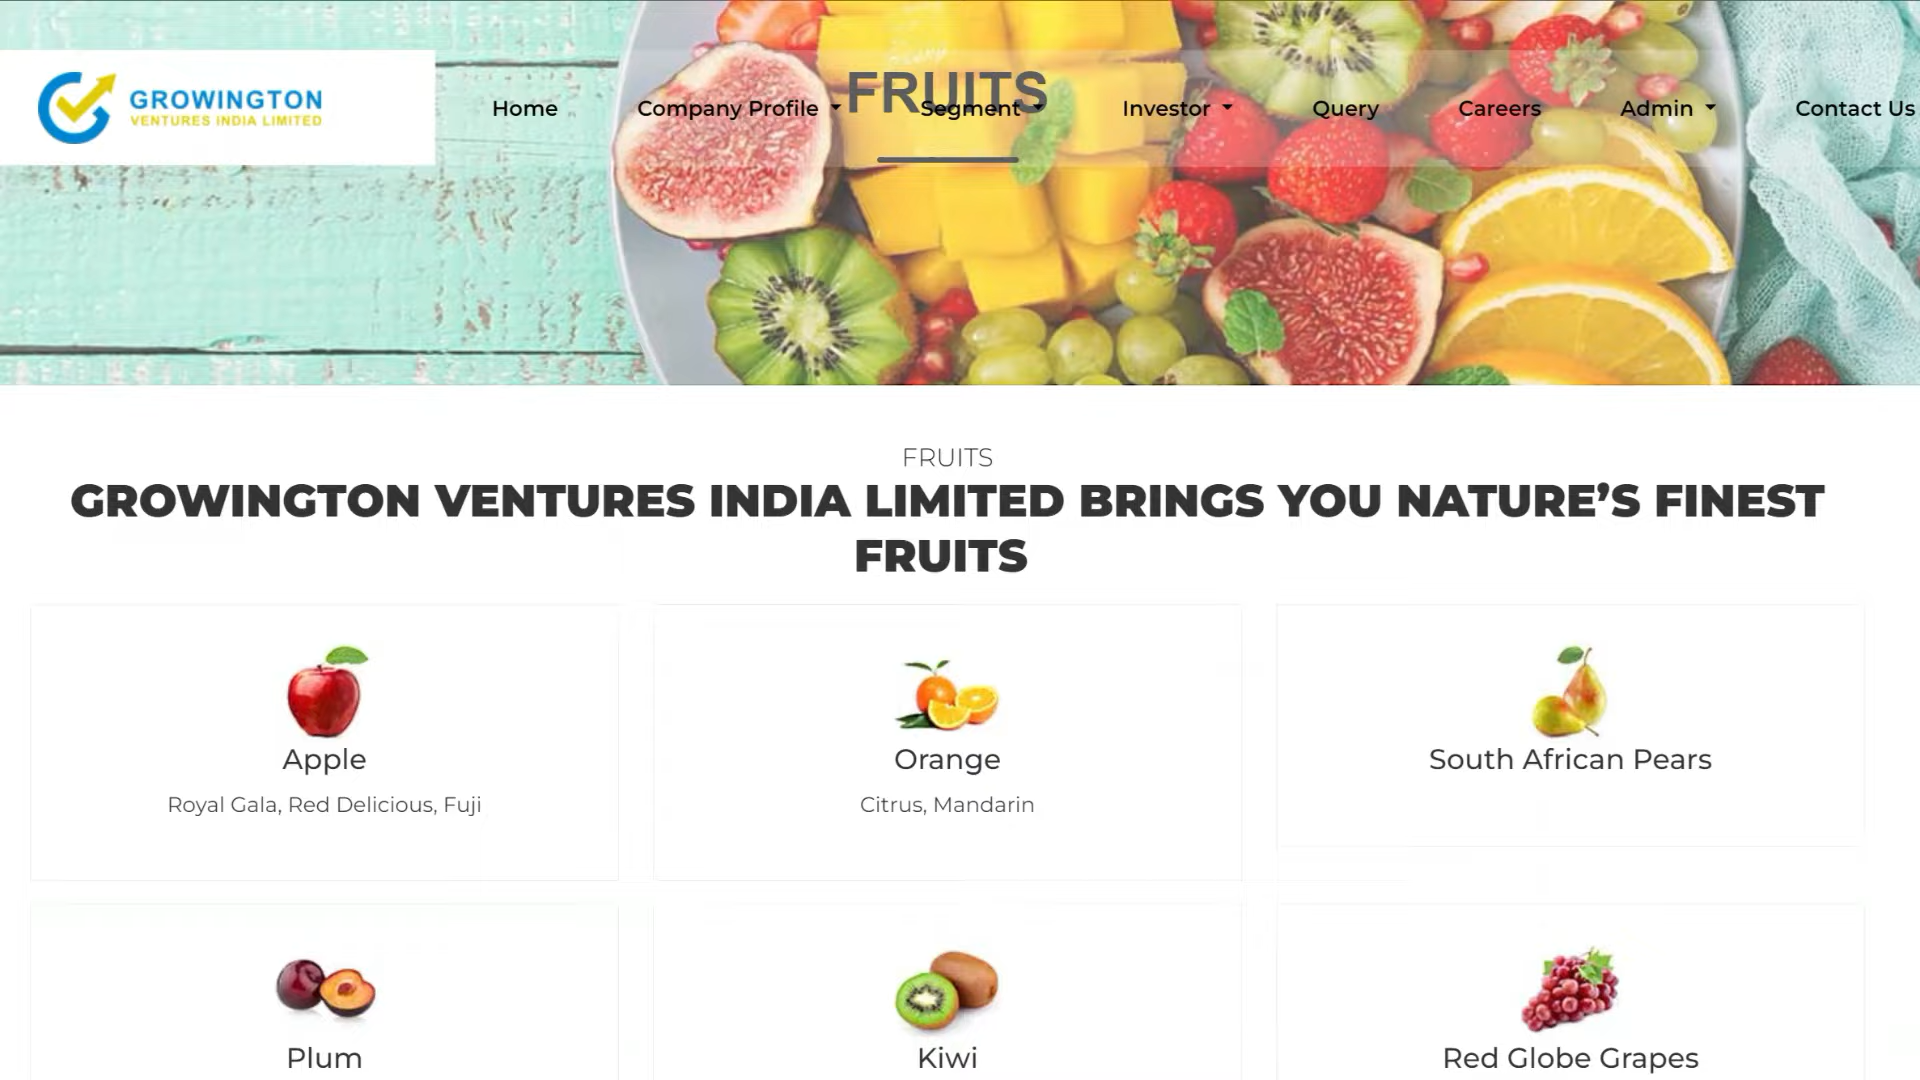 FRUITS
GROWINGTON
VENTURES INDIA LIMITED
Home Company Profile Segment Investor Query Careers Admin Contact Us
FRUITS
GROWINGTON VENTURES INDIA LIMITED BRINGS YOU NATURE’S FINEST
FRUITS
Apple
Royal Gala, Red Delicious, Fuji
Orange
Citrus, Mandarin
South African Pears
Plum
Kiwi
Red Globe Grapes